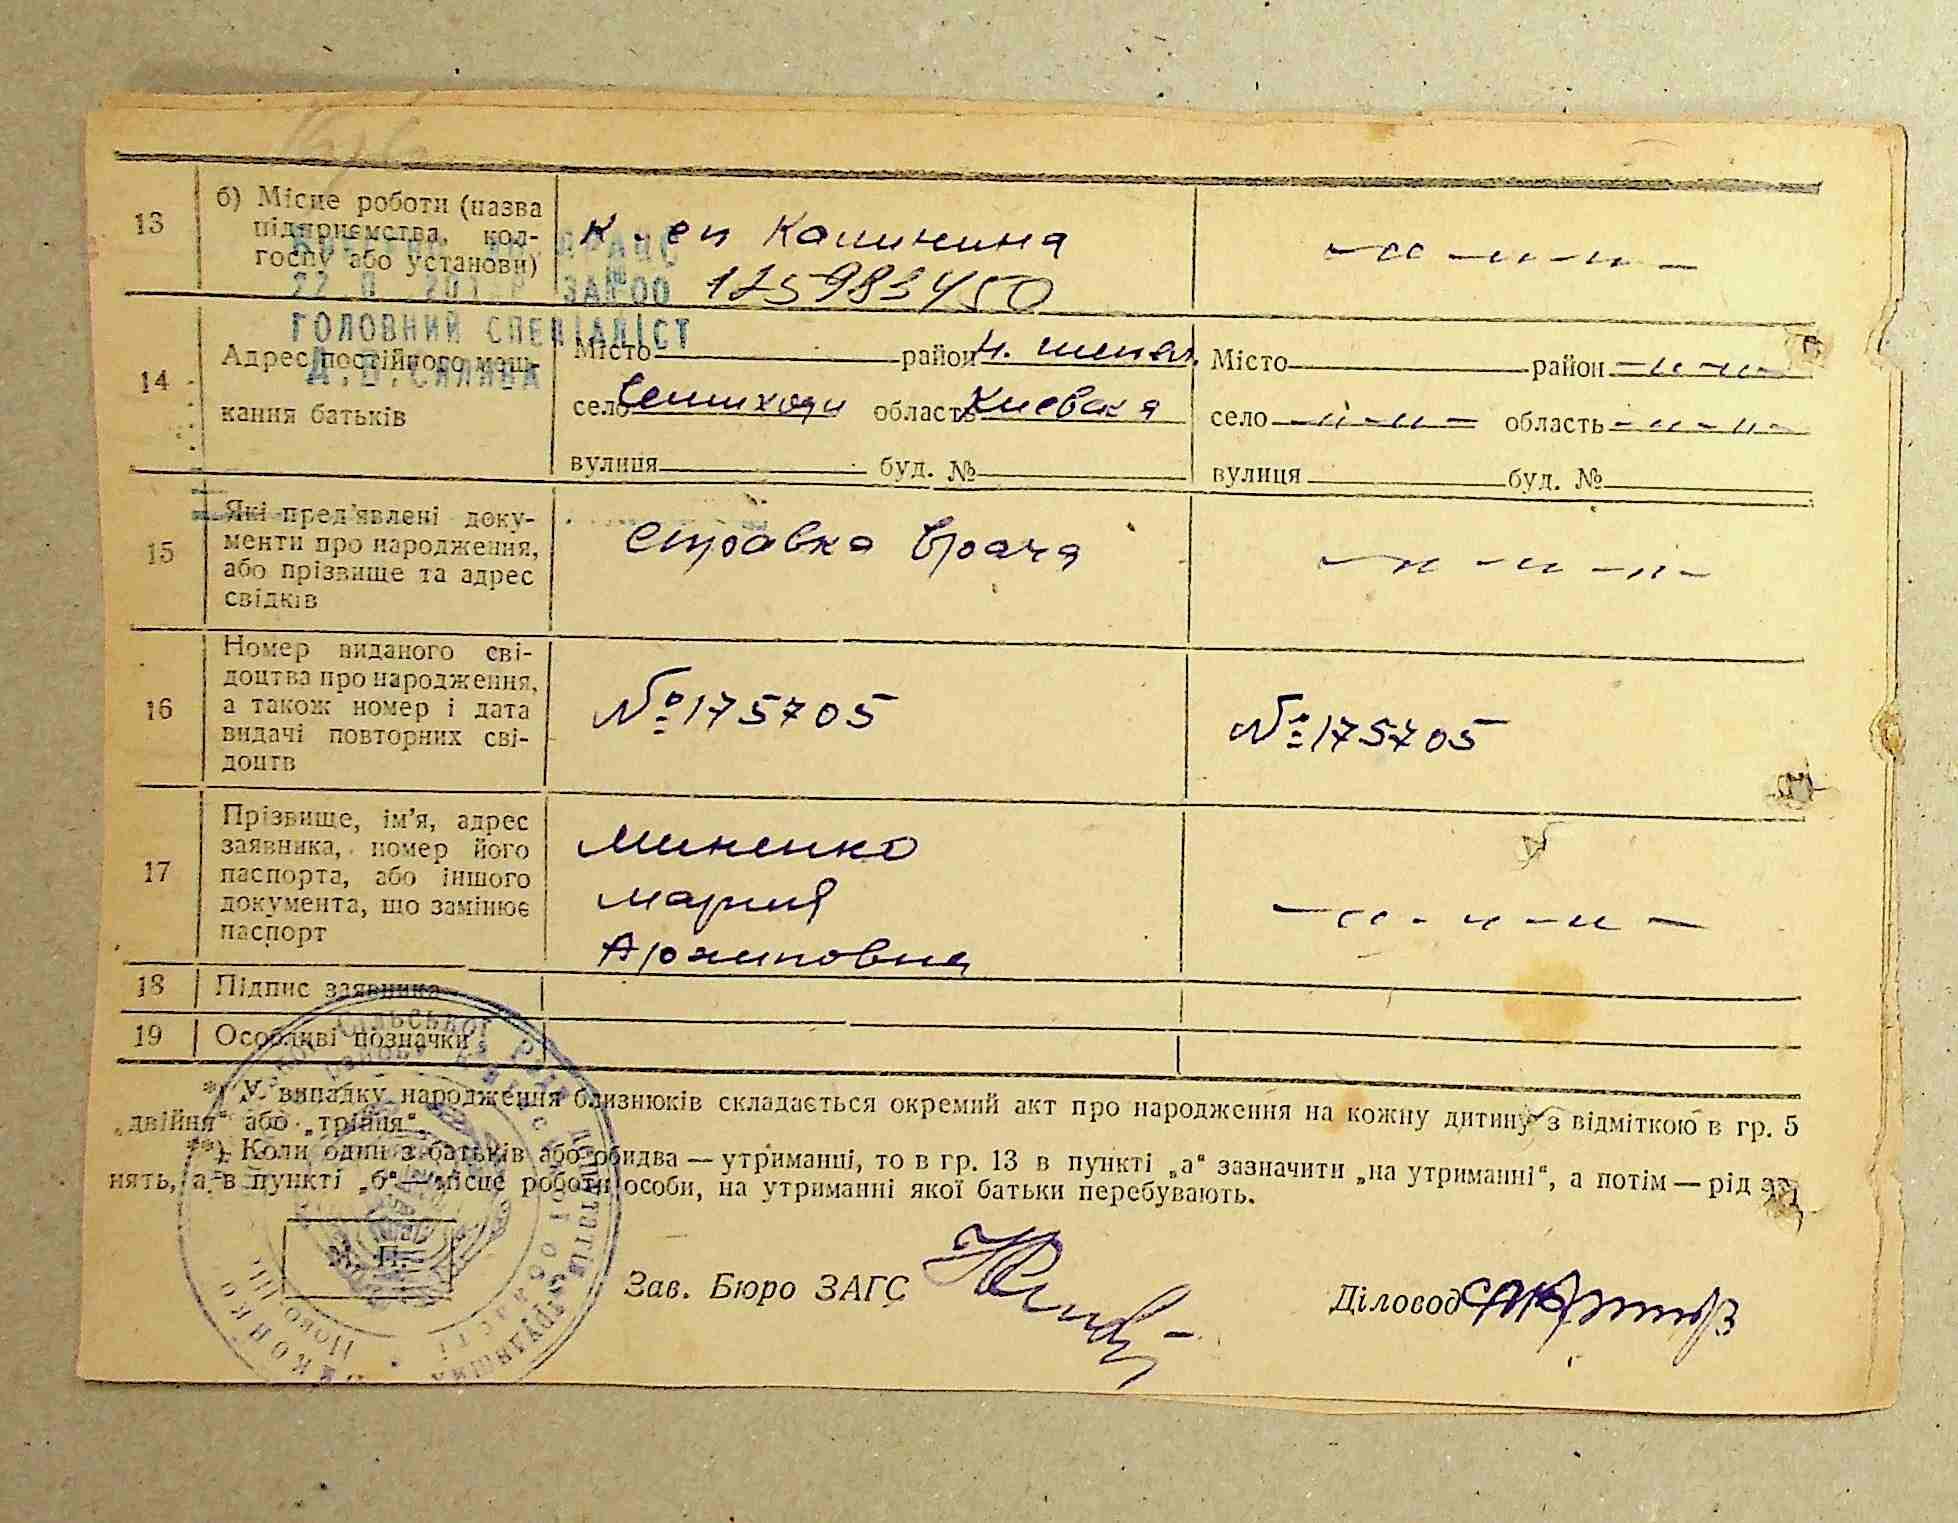 13
б) Місце роботи (назва
підприємства, кол-
госпу або установи)
Калинина
125983450
22 201
ГОЛОВНИЙ СПЕЦІАЛІСТ
14
Адрес постійного меш-
кання батьків
Місто район
село область Киевская
вулиця буд. №
Місто район — „ — „ —
село — „ — „ — область — „ — „ —
вулиця буд. №
15
Які пред'явлені доку-
менти про народження,
або прізвище та адрес
свідків
Справка врача
— „ — „ — „ —
16
Номер виданого сві-
доцтва про народження,
а також номер і дата
видачі повторних сві-
доцтв
№ 175705
№ 175705
17
Прізвище, ім'я, адрес
заявника, номер його
паспорта, або іншого
документа, що замінює
паспорт
Миненко
Мария
Архиповна
— „ — „ — „ —
18
Підпис заявника
19
Особливі позначки
*) У випадку народження близнюків складається окремий акт про народження на кожну дитину з відміткою в гр. 5
„двійня“ або „трійця“.
**) Коли один з батьків або обидва — утриманці, то в гр. 13 в пункті „а“ зазначити „на утриманні“, а потім — рід за-
нять, а в пункті „б“ — місце роботи особи, на утриманні якої батьки перебувають.
М. П.
Зав. Бюро ЗАГС
Діловод